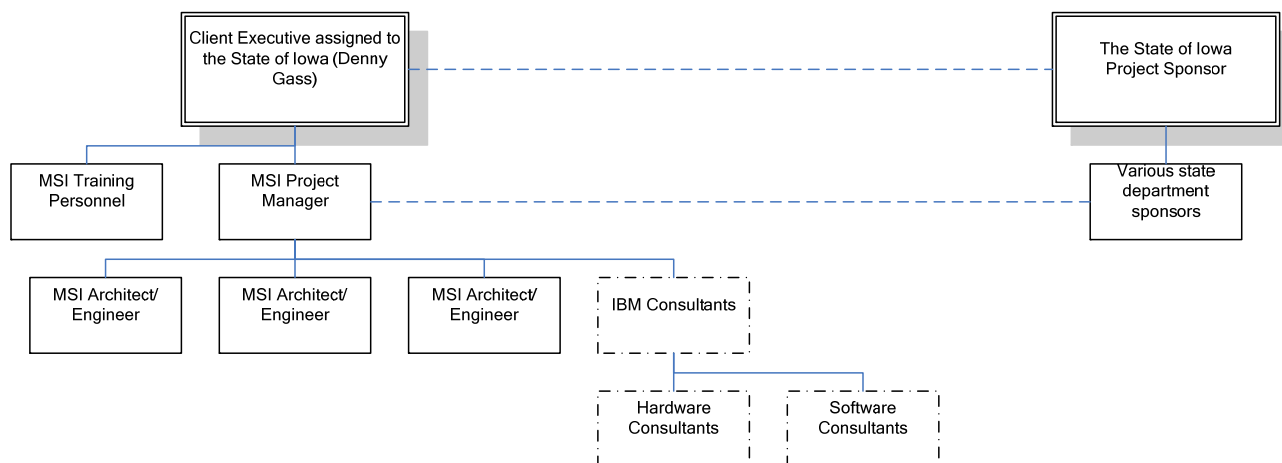 Client Executive assigned to
the State of Iowa (Denny
Gass)
The State of Iowa
Project Sponsor
MSI Training
Personnel
MSI Project
Manager
Various state
department
sponsors
MSI Architect/
Engineer
MSI Architect/
Engineer
MSI Architect/
Engineer
IBM Consultants
Hardware
Consultants
Software
Consultants